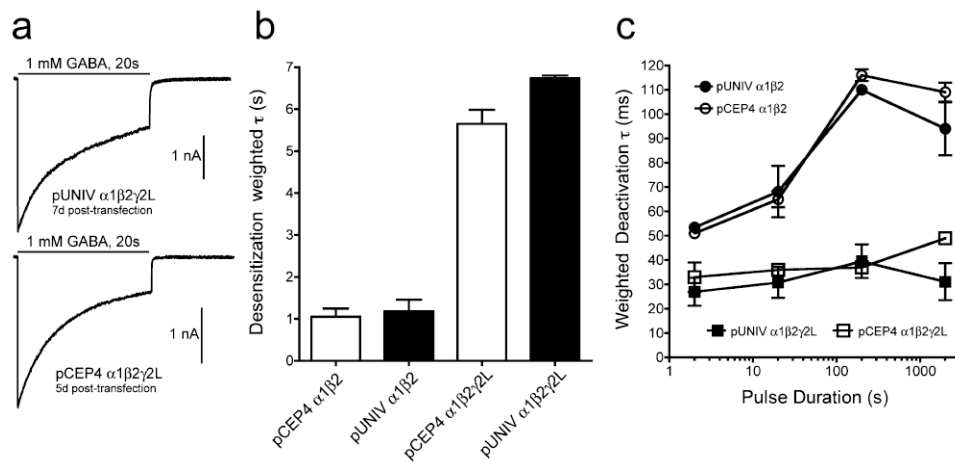 a
1 mM GABA, 20s
1 nA
pUNIV α1β2γ2L
7d post-transfection
1 mM GABA, 20s
1 nA
pCEP4 α1β2γ2L
5d post-transfection
b
Desensitization weighted τ (s)
7
6
5
4
3
2
1
0
pCEP4 α1β2
pUNIV α1β2
pCEP4 α1β2γ2L
pUNIV α1β2γ2L
c
Weighted Deactivation τ (ms)
120
110
100
90
80
70
60
50
40
30
20
10
0
pUNIV α1β2
pCEP4 α1β2
pUNIV α1β2γ2L
pCEP4 α1β2γ2L
1 10 100 1000
Pulse Duration (s)